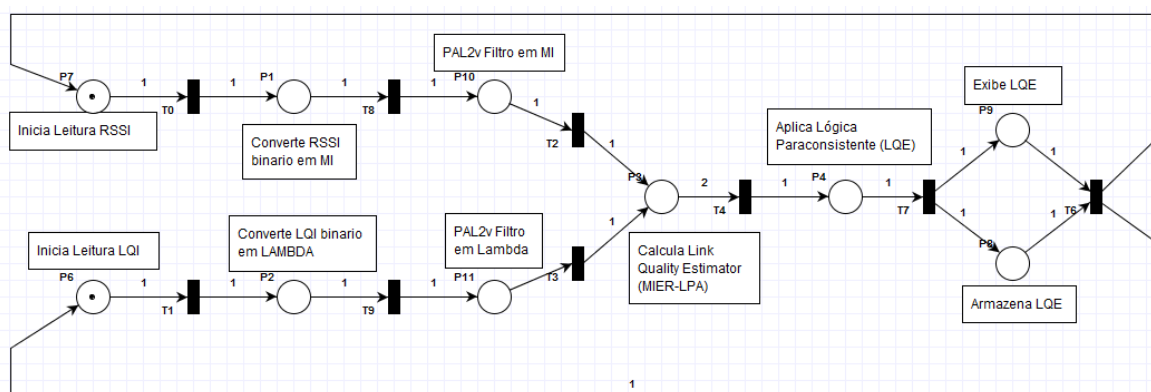 P7
1
T0
1
P1
1
T8
1
P10
PAL2v Filtro em MI
1
T2
1
Inicia Leitura RSSI
Converte RSSI
binario em MI
Exibe LQE
P9
Aplica Lógica
Paraconsistente (LQE)
P3
2
T4
1
P4
1
T7
1
1
1
1
T6
P8
Armazena LQE
Inicia Leitura LQI
P6
1
T1
1
Converte LQI binario
em LAMBDA
P2
1
T9
1
PAL2v Filtro
em Lambda
P11
1
T3
1
Calcula Link
Quality Estimator
(MIER-LPA)
1